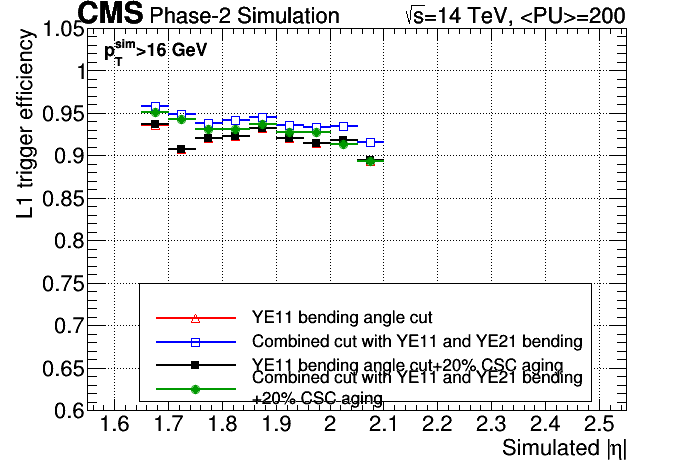 CMS Phase-2 Simulation √s=14 TeV, <PU>=200
p_T^sim>16 GeV
L1 trigger efficiency
1.05
1
0.95
0.9
0.85
0.8
0.75
0.7
0.65
0.6
YE11 bending angle cut
Combined cut with YE11 and YE21 bending
YE11 bending angle cut+20% CSC aging
Combined cut with YE11 and YE21 bending
+20% CSC aging
1.6 1.7 1.8 1.9 2 2.1 2.2 2.3 2.4 2.5
Simulated |η|